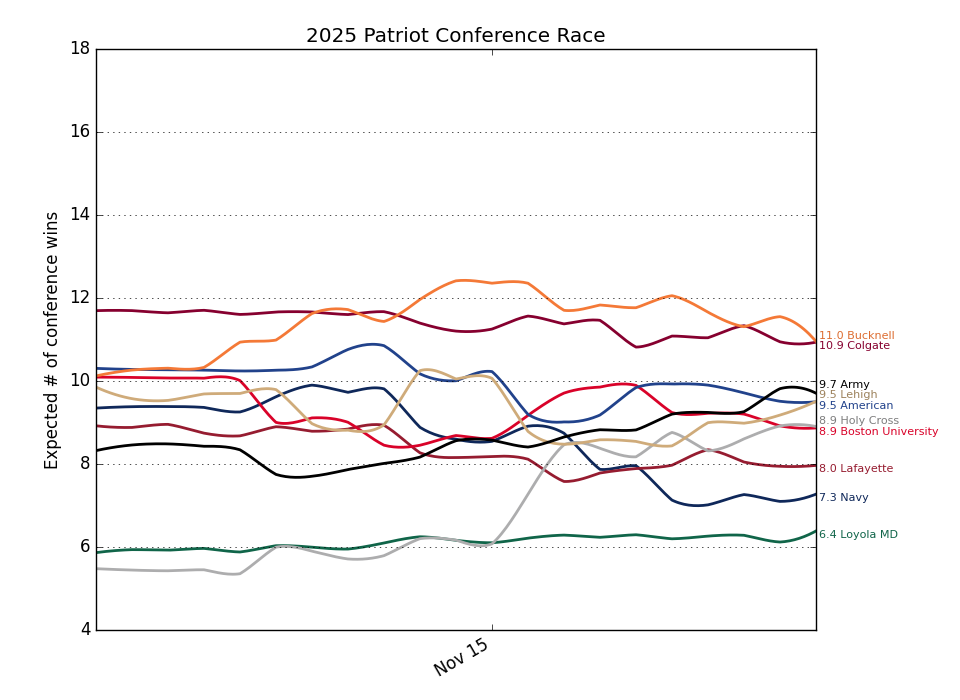 2025 Patriot Conference Race
Expected # of conference wins
18
16
14
12
10
8
6
4
Nov 15
11.0 Bucknell
10.9 Colgate
9.7 Army
9.5 Lehigh
9.5 American
8.9 Holy Cross
8.9 Boston University
8.0 Lafayette
7.3 Navy
6.4 Loyola MD